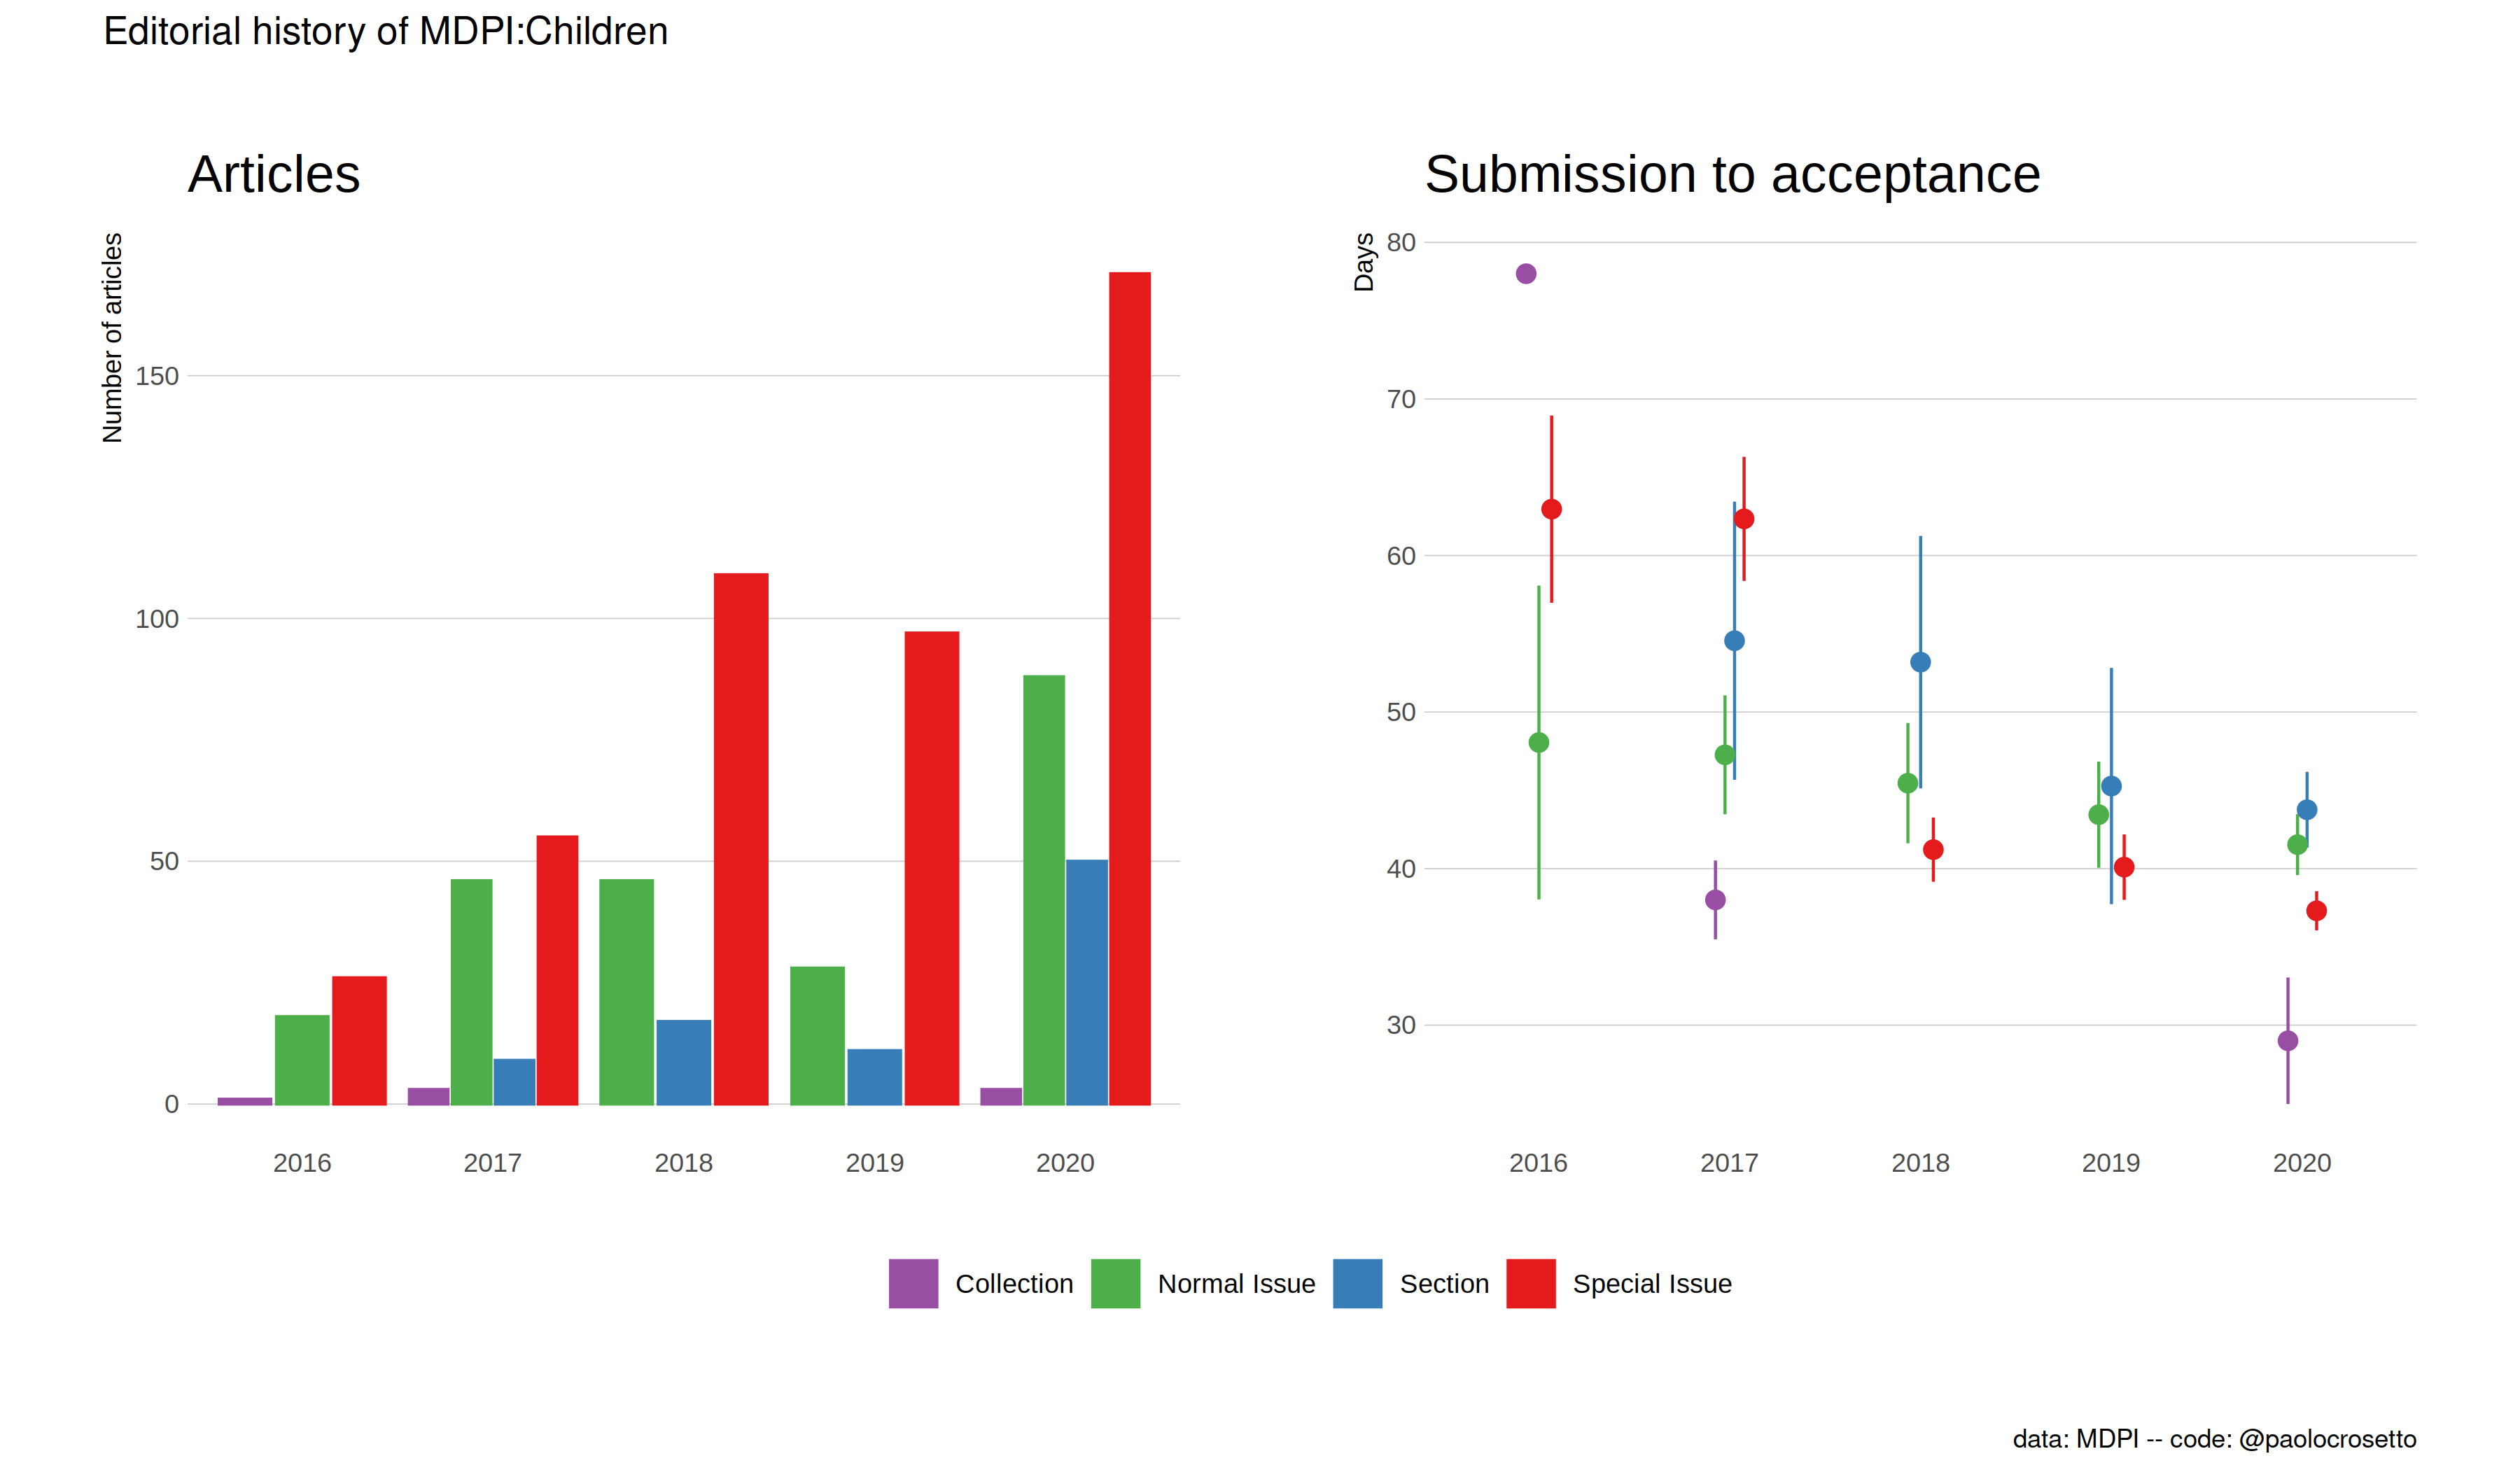 Editorial history of MDPI:Children
Articles
Number of articles
150
100
50
0
2016 2017 2018 2019 2020
Submission to acceptance
Days
80
70
60
50
40
30
2016 2017 2018 2019 2020
Collection Normal Issue Section Special Issue
data: MDPI -- code: @paolocrosetto